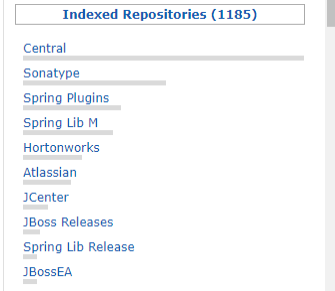 Indexed Repositories (1185)
Central
Sonatype
Spring Plugins
Spring Lib M
Hortonworks
Atlassian
JCenter
JBoss Releases
Spring Lib Release
JBossEA